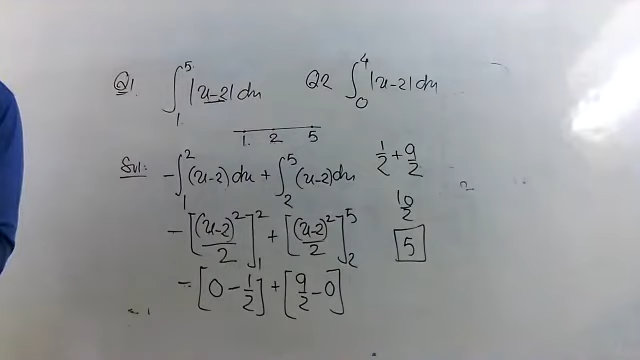 Q1. ∫₁⁵ |x-2| dx Q2 ∫₀⁴ |x-2| dx
1 2 5
Sol: -∫₁² (x-2) dx + ∫₂⁵ (x-2) dx 1/2 + 9/2
-[(x-2)²/2]₁² + [(x-2)²/2]₂⁵ 10/2
5
-[0 - 1/2] + [9/2 - 0]